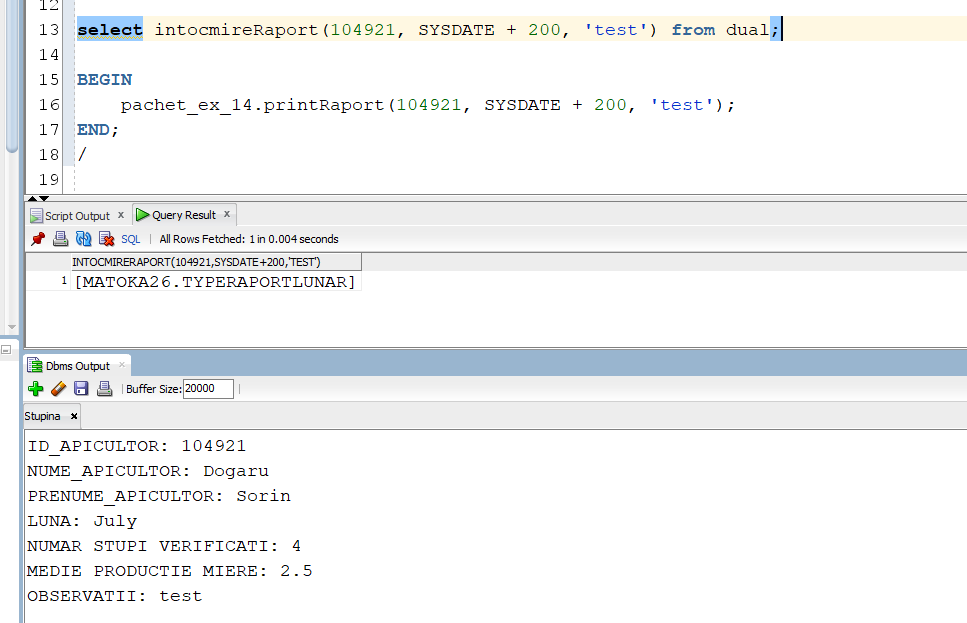 12
13 select intocmireRaport(104921, SYSDATE + 200, 'test') from dual;
14
15 BEGIN
16 pachet_ex_14.printRaport(104921, SYSDATE + 200, 'test');
17 END;
18 /
19
Script Output x Query Result x
SQL | All Rows Fetched: 1 in 0.004 seconds
INTOCMIRERAPORT(104921,SYSDATE+200,'TEST')
1 [MATOKA26.TYPERAPORTLUNAR]
Dbms Output x
Buffer Size: 20000
Stupina x
ID_APICULTOR: 104921
NUME_APICULTOR: Dogaru
PRENUME_APICULTOR: Sorin
LUNA: July
NUMAR STUPI VERIFICATI: 4
MEDIE PRODUCTIE MIERE: 2.5
OBSERVATII: test